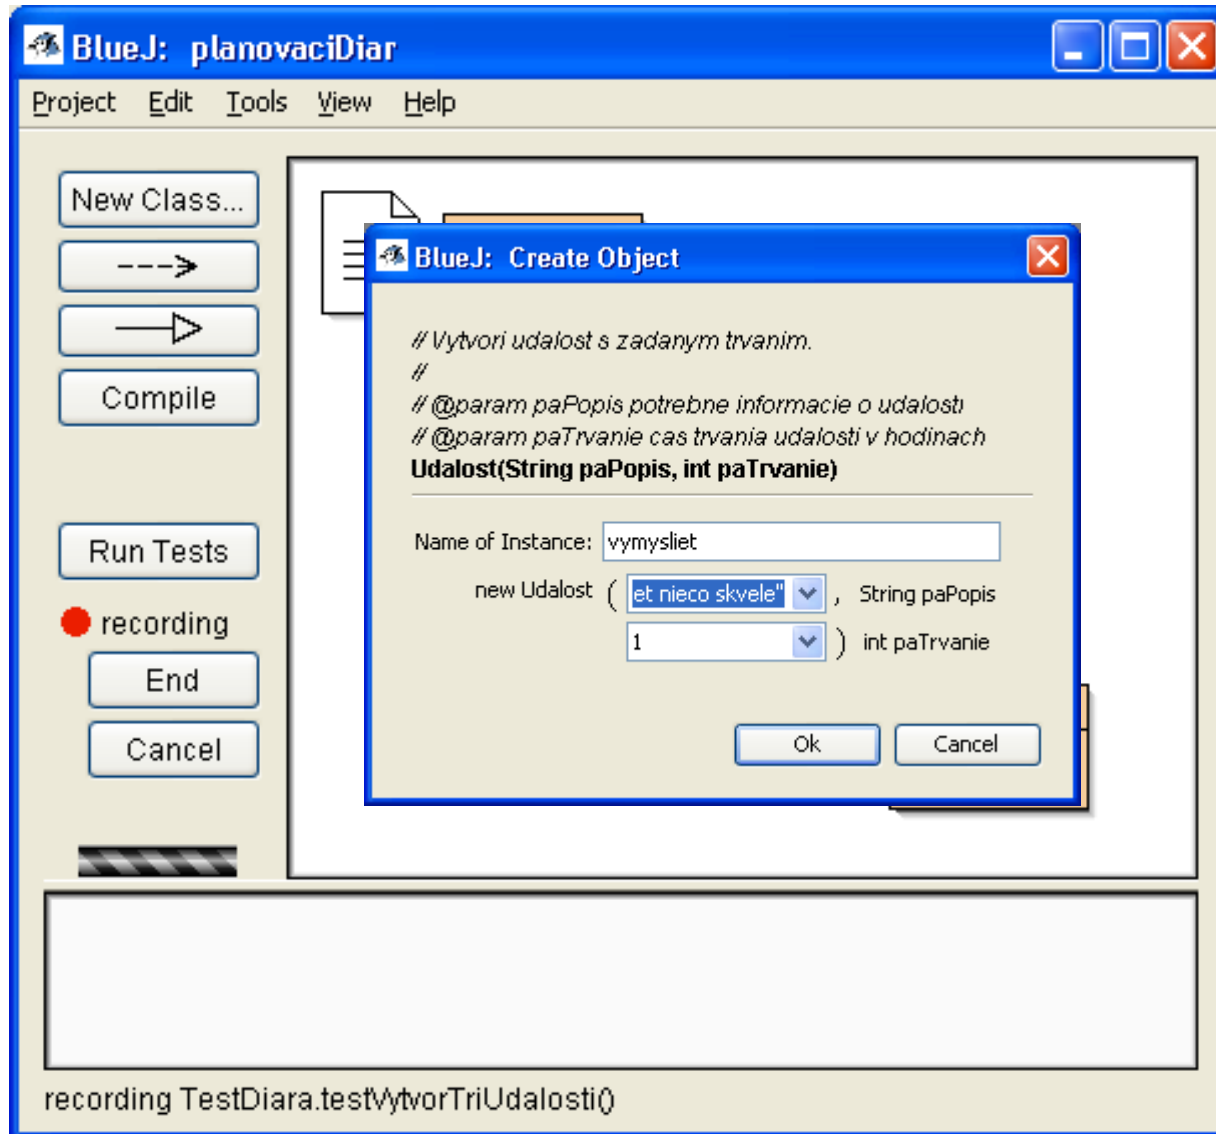 BlueJ: planovaciDiar
Project Edit Tools View Help
New Class...
Compile
Run Tests
recording
End
Cancel
BlueJ: Create Object
// Vytvori udalost s zadanym trvanim.
//
// @param paPopis potrebne informacie o udalosti
// @param paTrvanie cas trvania udalosti v hodinach
Udalost(String paPopis, int paTrvanie)
Name of Instance: vymysliet
new Udalost ( et nieco skvele" , String paPopis
1 ) int paTrvanie
Ok Cancel
recording TestDiara.testVytvorTriUdalosti()